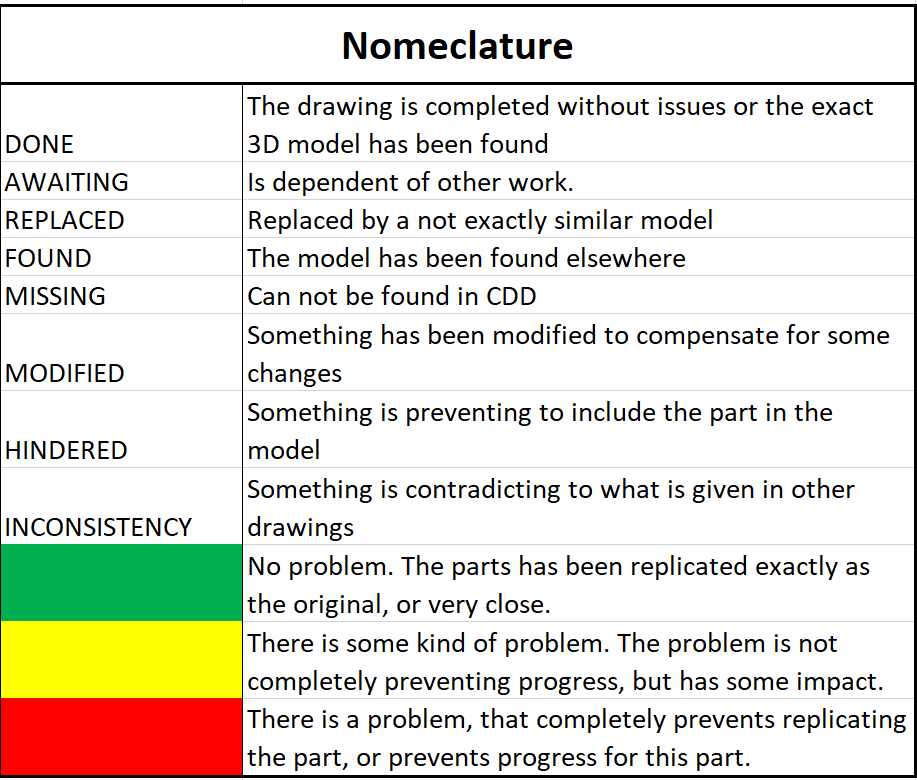 Nomeclature
The drawing is completed without issues or the exact
DONE 3D model has been found
AWAITING Is dependent of other work.
REPLACED Replaced by a not exactly similar model
FOUND The model has been found elsewhere
MISSING Can not be found in CDD
Something has been modified to compensate for some
MODIFIED changes
Something is preventing to include the part in the
HINDERED model
Something is contradicting to what is given in other
INCONSISTENCY drawings
No problem. The parts has been replicated exactly as
the original, or very close.
There is some kind of problem. The problem is not
completely preventing progress, but has some impact.
There is a problem, that completely prevents replicating
the part, or prevents progress for this part.